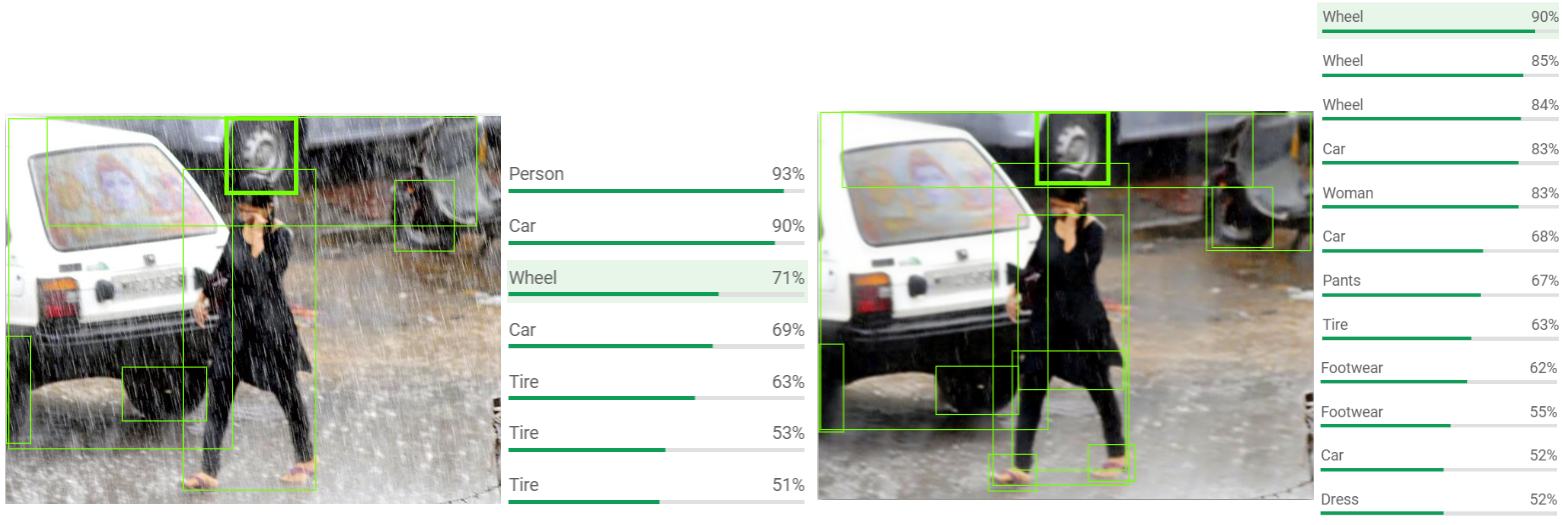 Person 93%
Car 90%
Wheel 71%
Car 69%
Tire 63%
Tire 53%
Tire 51%
Wheel 90%
Wheel 85%
Wheel 84%
Car 83%
Woman 83%
Car 68%
Pants 67%
Tire 63%
Footwear 62%
Footwear 55%
Car 52%
Dress 52%